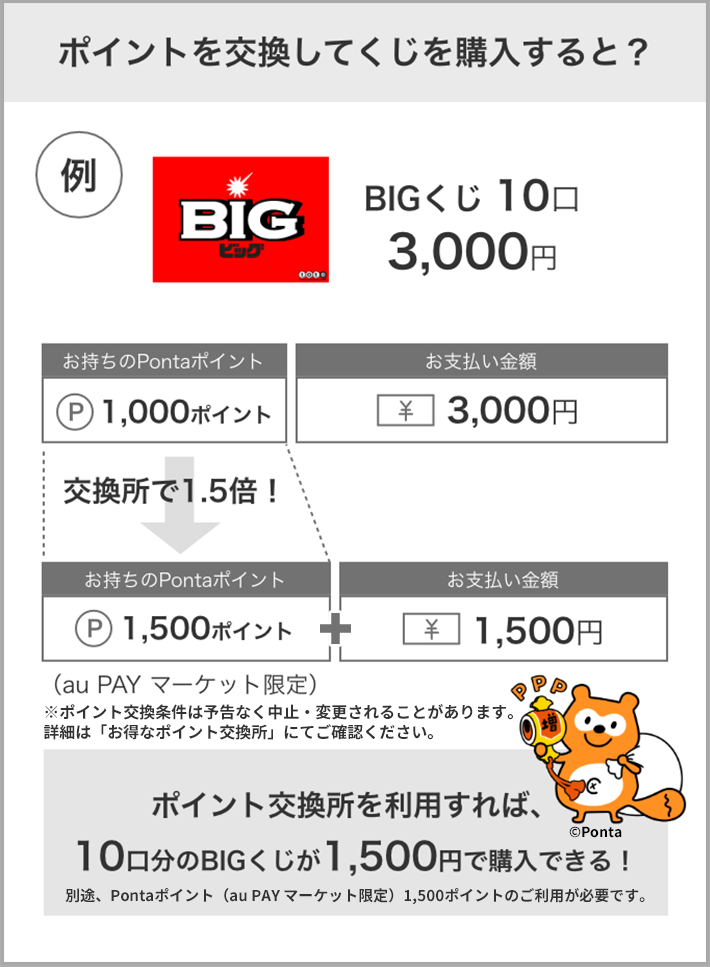 ポイントを交換してくじを購入すると？
例
BIG
ビッグ
toto
BIGくじ 10口
3,000円
お持ちのPontaポイント
お支払い金額
P 1,000ポイント
¥ 3,000円
交換所で1.5倍！
お持ちのPontaポイント
お支払い金額
P 1,500ポイント
+
¥ 1,500円
（au PAY マーケット限定）
※ポイント交換条件は予告なく中止・変更されることがあります。
詳細は「お得なポイント交換所」にてご確認ください。
PPP
増
©Ponta
ポイント交換所を利用すれば、
10口分のBIGくじが1,500円で購入できる！
別途、Pontaポイント（au PAY マーケット限定）1,500ポイントのご利用が必要です。